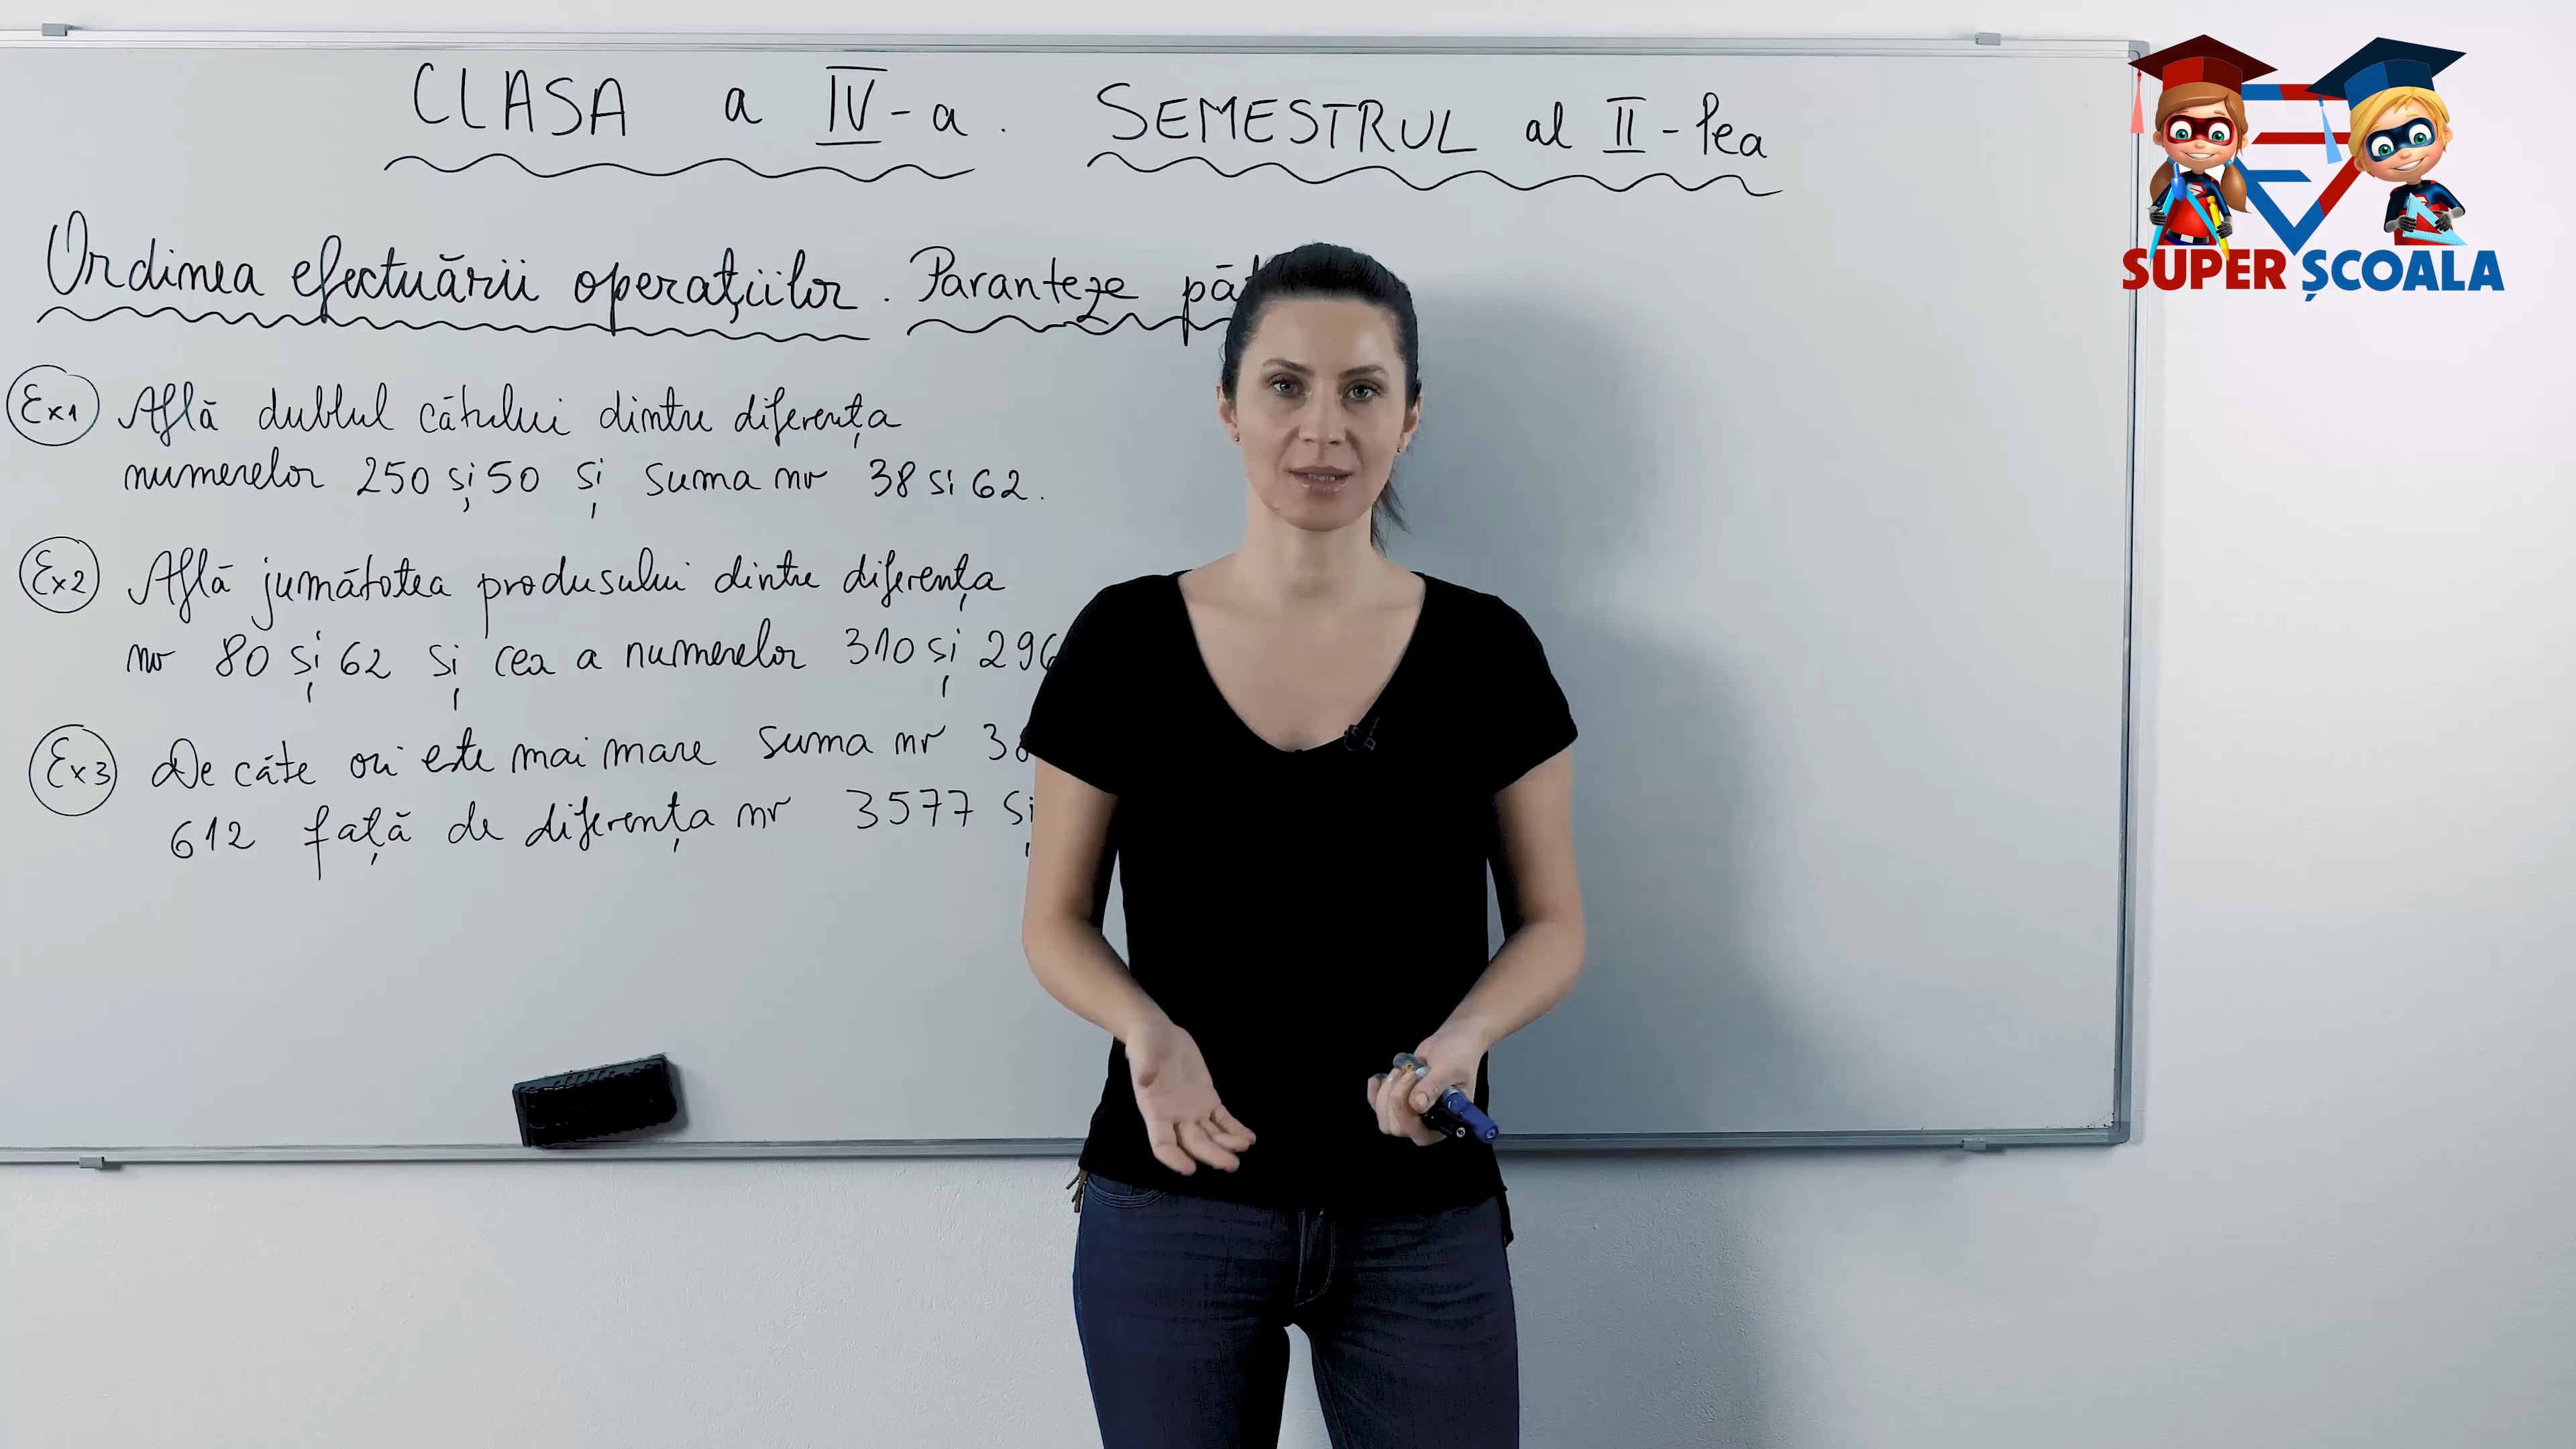 CLASA a IV-a. SEMESTRUL al II-lea
Ordinea efectuării operațiilor. Paranteze
Ex1 Află dublul câtului dintre diferența
numerelor 250 și 50 și suma nr 38 si 62.
Ex2 Află jumătatea produsului dintre diferența
nr 80 și 62 și cea a numerelor 310 și 296
Ex3 De câte ori este mai mare suma nr
612 față de diferența nr 3577 și
SUPER ȘCOALA